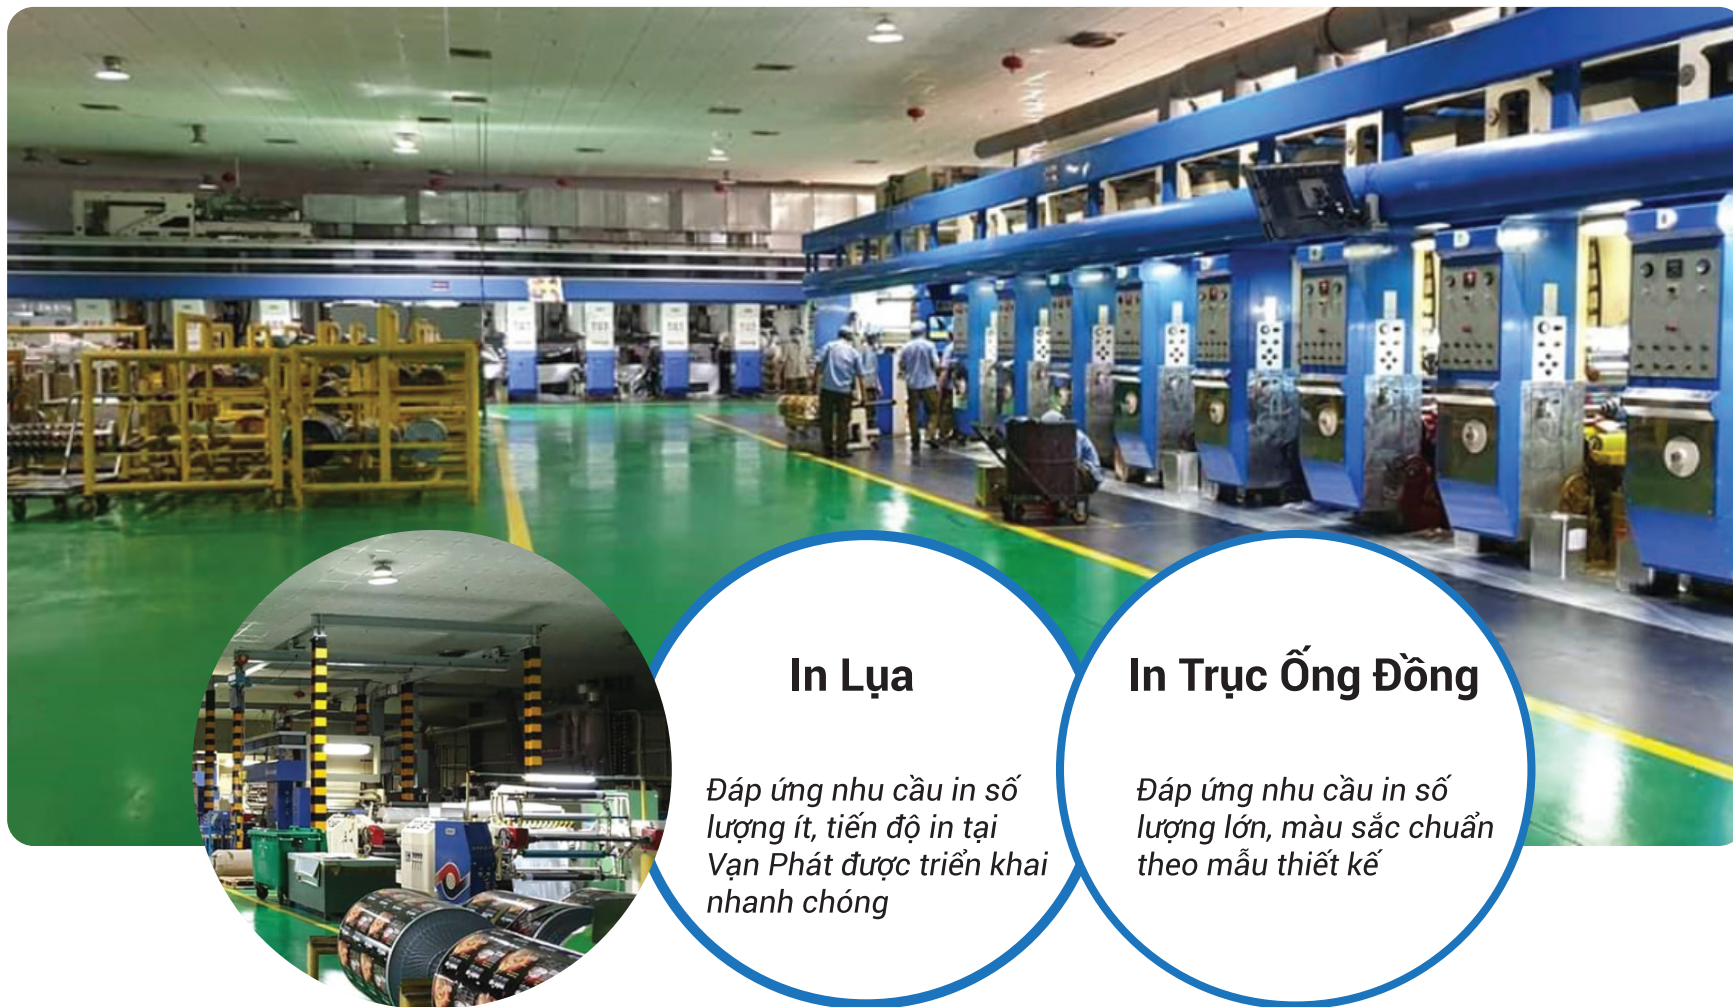 In Lụa
Đáp ứng nhu cầu in số
lượng ít, tiến độ in tại
Vạn Phát được triển khai
nhanh chóng
In Trục Ống Đồng
Đáp ứng nhu cầu in số
lượng lớn, màu sắc chuẩn
theo mẫu thiết kế